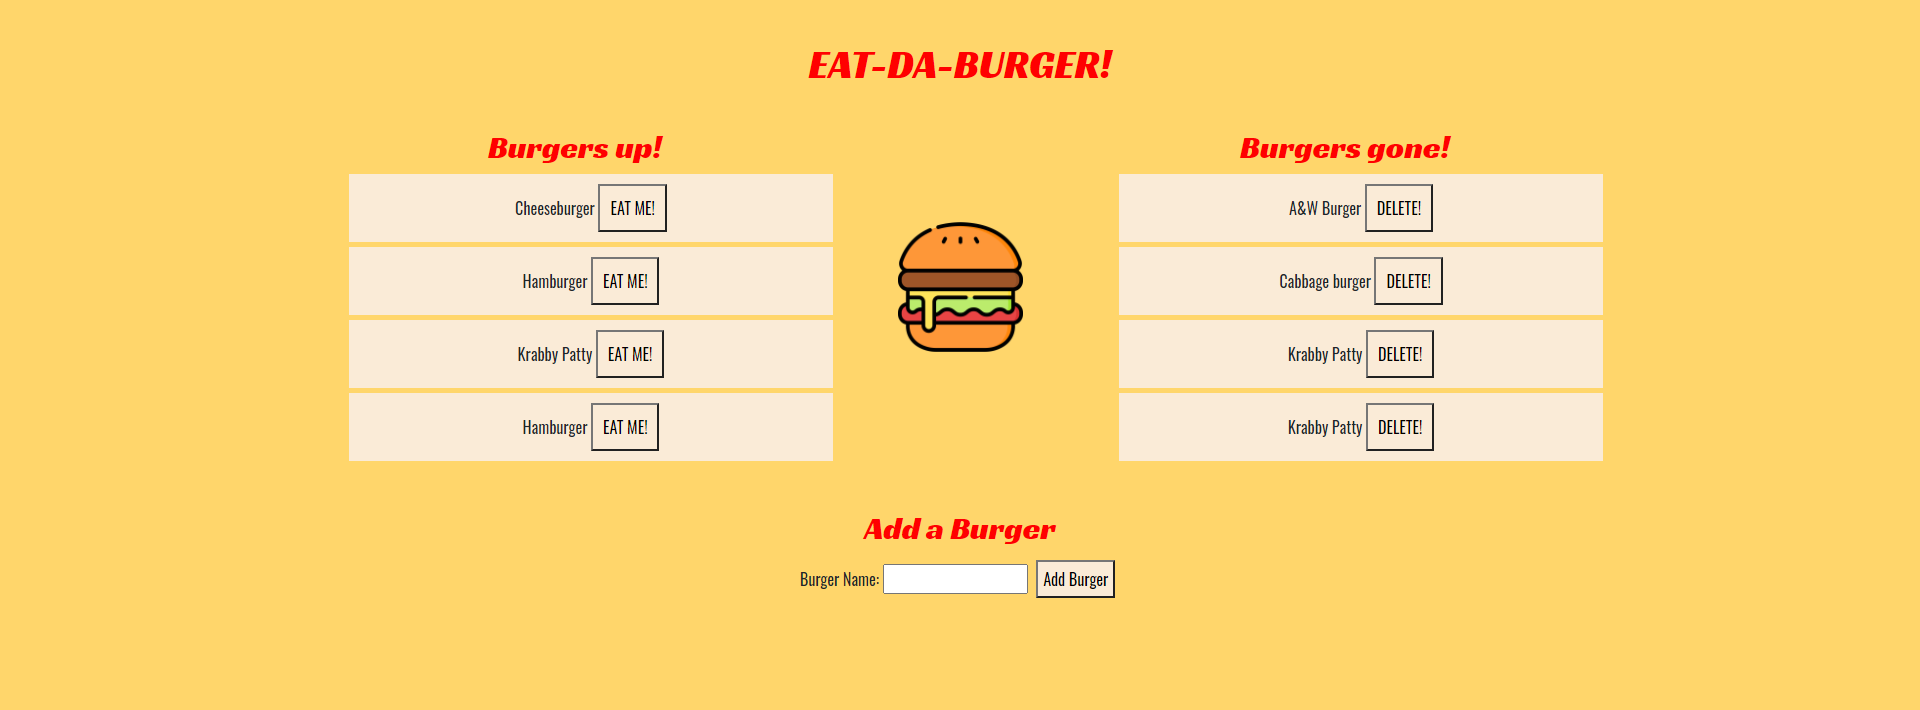 EAT-DA-BURGER!
Burgers up!
Cheeseburger EAT ME!
Hamburger EAT ME!
Krabby Patty EAT ME!
Hamburger EAT ME!
Burgers gone!
A&W Burger DELETE!
Cabbage burger DELETE!
Krabby Patty DELETE!
Krabby Patty DELETE!
Add a Burger
Burger Name: Add Burger